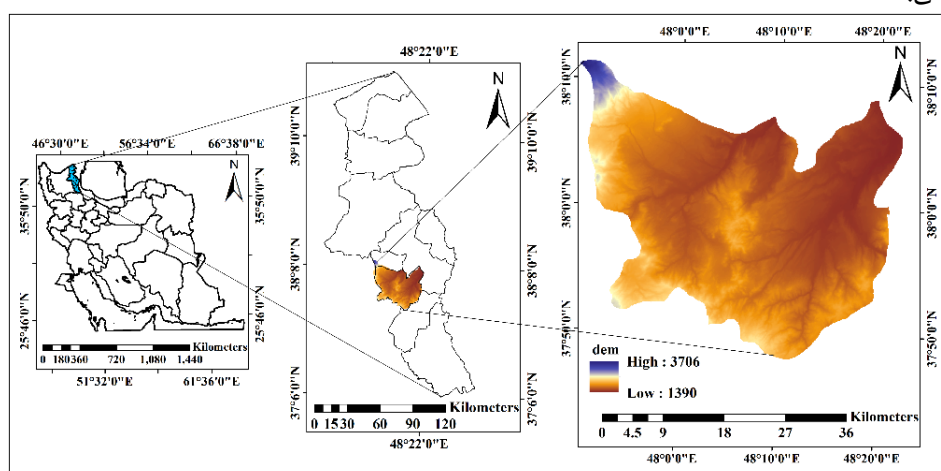 46°30'0"E 56°34'0"E 66°38'0"E
N
35°50'0"N
35°50'0"N
25°46'0"N
25°46'0"N
Kilometers
0 180 360 720 1,080 1,440
51°32'0"E 61°36'0"E
48°22'0"E
N
39°10'0"N
39°10'0"N
38°8'0"N
38°8'0"N
37°6'0"N
37°6'0"N
Kilometers
0 15 30 60 90 120
48°22'0"E
48°0'0"E 48°10'0"E 48°20'0"E
N
38°10'0"N
38°10'0"N
38°0'0"N
38°0'0"N
37°50'0"N
37°50'0"N
dem
High : 3706
Low : 1390
Kilometers
0 4.5 9 18 27 36
48°0'0"E 48°10'0"E 48°20'0"E